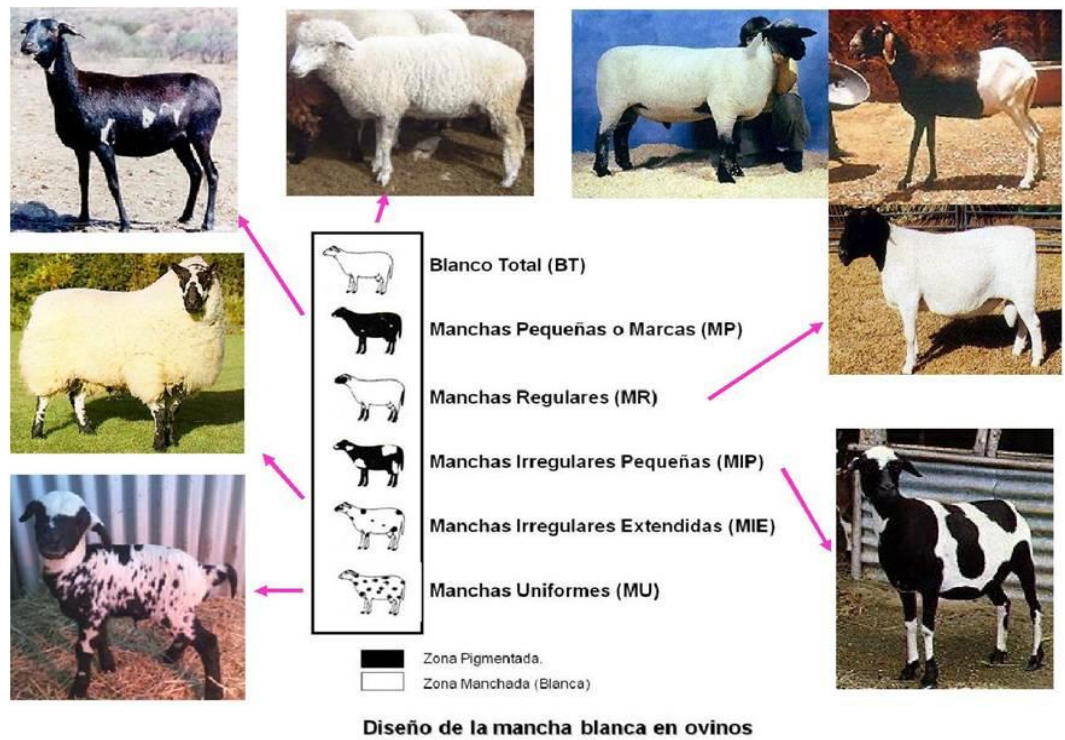 Blanco Total (BT)
Manchas Pequeñas o Marcas (MP)
Manchas Regulares (MR)
Manchas Irregulares Pequeñas (MIP)
Manchas Irregulares Extendidas (MIE)
Manchas Uniformes (MU)
Zona Pigmentada.
Zona Manchada (Blanca)
Diseño de la mancha blanca en ovinos